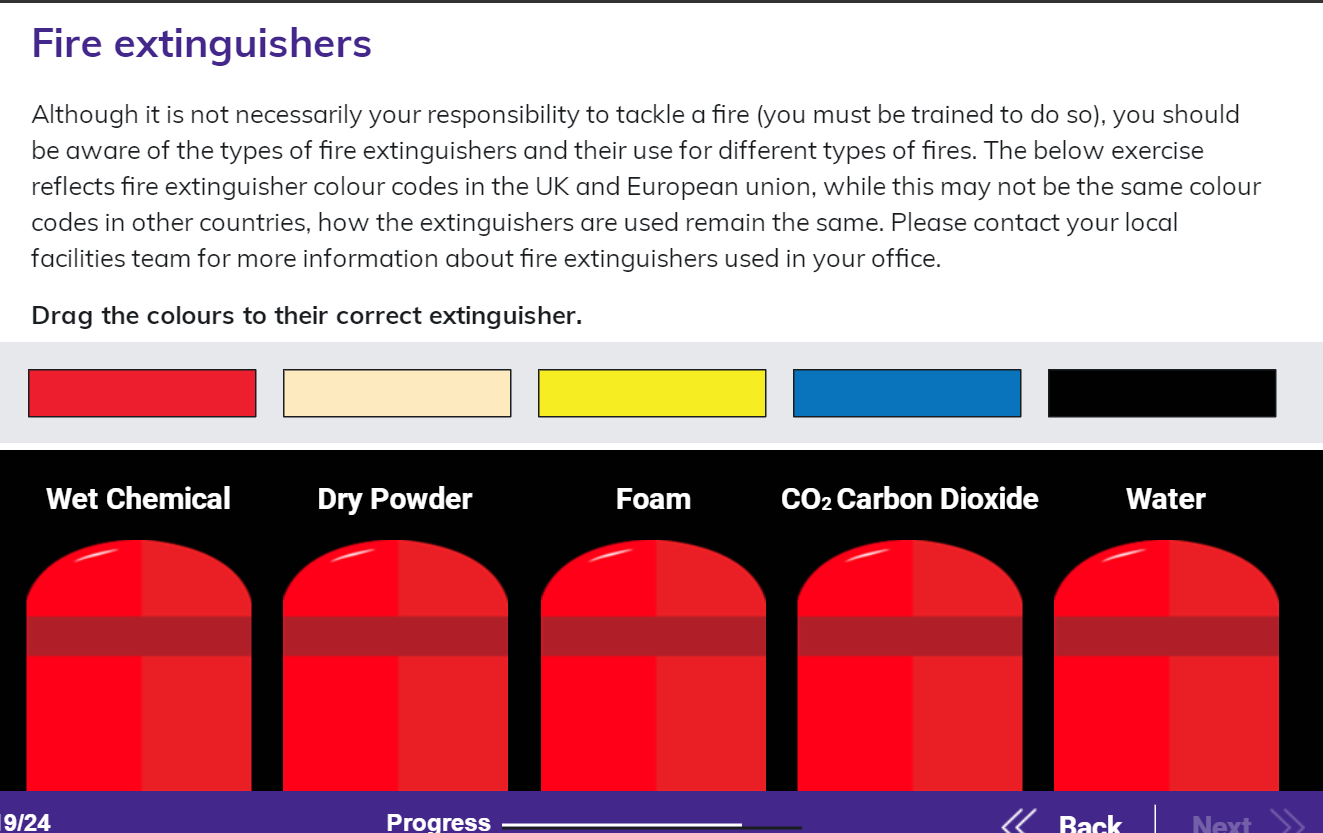 Fire extinguishers
Although it is not necessarily your responsibility to tackle a fire (you must be trained to do so), you should
be aware of the types of fire extinguishers and their use for different types of fires. The below exercise
reflects fire extinguisher colour codes in the UK and European union, while this may not be the same colour
codes in other countries, how the extinguishers are used remain the same. Please contact your local
facilities team for more information about fire extinguishers used in your office.
Drag the colours to their correct extinguisher.
Wet Chemical
Dry Powder
Foam
CO₂ Carbon Dioxide
Water
19/24
Progress
Back
Next